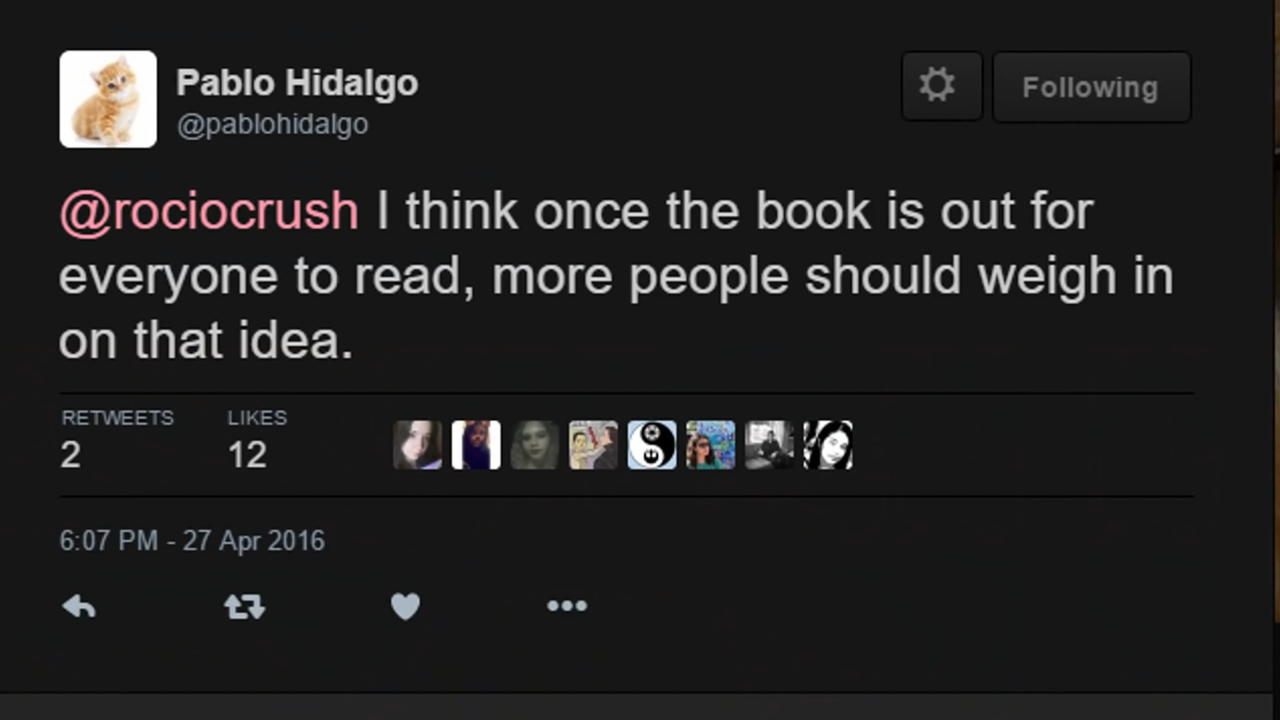 Pablo Hidalgo
@pablohidalgo
Following
@rociocrush I think once the book is out for
everyone to read, more people should weigh in
on that idea.
RETWEETS LIKES
2 12
6:07 PM - 27 Apr 2016